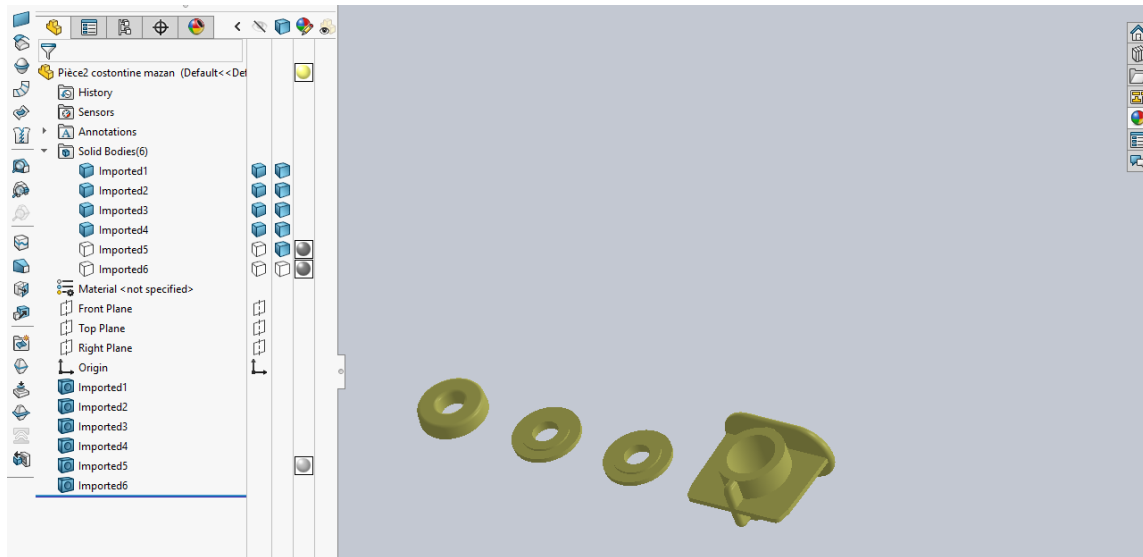 Pièce2 costontine mazan (Default<<Def
History
Sensors
Annotations
Solid Bodies(6)
Imported1
Imported2
Imported3
Imported4
Imported5
Imported6
Material <not specified>
Front Plane
Top Plane
Right Plane
Origin
Imported1
Imported2
Imported3
Imported4
Imported5
Imported6